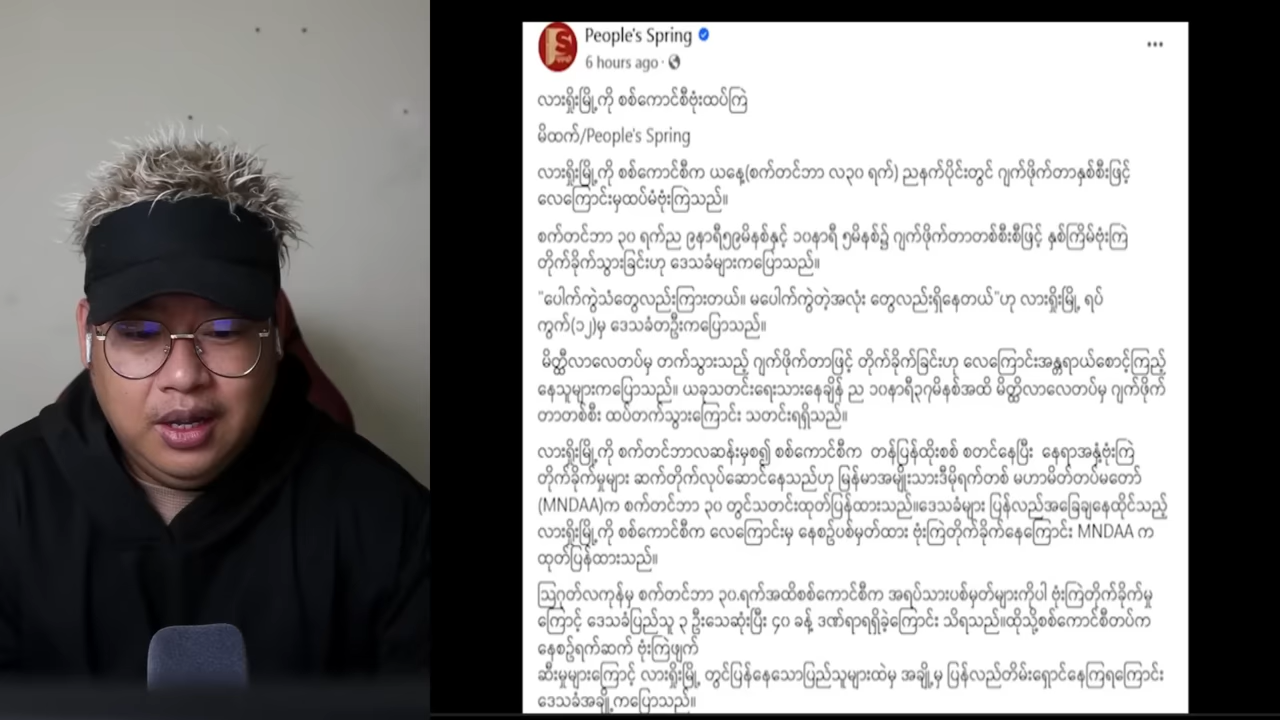 People's Spring
6 hours ago
လားရှိုးမြို့ကို စစ်ကောင်စီဗုံးထပ်ကြဲ
မိထက်/People's Spring
လားရှိုးမြို့ကို စစ်ကောင်စီက ယနေ့(စက်တင်ဘာ လ၃၀ ရက်) ညနက်ပိုင်းတွင် ဂျက်ဖိုက်တာနှစ်စီးဖြင့်
လေကြောင်းမှထပ်မံဗုံးကြဲသည်။
စက်တင်ဘာ ၃၀ ရက်ည ၉နာရီ၅၉မိနစ်နှင့် ၁၀နာရီ ၅မိနစ်၌ ဂျက်ဖိုက်တာတစ်စီးစီဖြင့် နှစ်ကြိမ်ဗုံးကြဲ
တိုက်ခိုက်သွားခြင်းဟု ဒေသခံများကပြောသည်။
"ပေါက်ကွဲသံတွေလည်းကြားတယ်။ မပေါက်ကွဲတဲ့အလုံး တွေလည်းရှိနေတယ်"ဟု လားရှိုးမြို့ ရပ်
ကွက်(၁၂)မှ ဒေသခံတဦးကပြောသည်။
မိတ္ထီလာလေတပ်မှ တက်သွားသည့် ဂျက်ဖိုက်တာဖြင့် တိုက်ခိုက်ခြင်းဟု လေကြောင်းအန္တရာယ်စောင့်ကြည့်
နေသူများကပြောသည်။ ယခုသတင်းရေးသားနေချိန် ည ၁၀နာရီ၃၇မိနစ်အထိ မိတ္ထီလာလေတပ်မှ ဂျက်ဖိုက်
တာတစ်စီး ထပ်တက်သွားကြောင်း သတင်းရရှိသည်။
လားရှိုးမြို့ကို စက်တင်ဘာလဆန်းမှစ၍ စစ်ကောင်စီက တန်ပြန်ထိုးစစ် စတင်နေပြီး နေရာအနှံ့ဗုံးကြဲ
တိုက်ခိုက်မှုများ ဆက်တိုက်လုပ်ဆောင်နေသည်ဟု မြန်မာအမျိုးသားဒီမိုရက်တစ် မဟာမိတ်တပ်မတော်
(MNDAA)က စက်တင်ဘာ ၃၀ တွင်သတင်းထုတ်ပြန်ထားသည်။ဒေသခံများ ပြန်လည်အခြေချနေထိုင်သည့်
လားရှိုးမြို့ကို စစ်ကောင်စီက လေကြောင်းမှ နေ့စဥ်ပစ်မှတ်ထား ဗုံးကြဲတိုက်ခိုက်နေကြောင်း MNDAA က
ထုတ်ပြန်ထားသည်။
ဩဂုတ်လကုန်မှ စက်တင်ဘာ ၃၀.ရက်အထိစစ်ကောင်စီက အရပ်သားပစ်မှတ်များကိုပါ ဗုံးကြဲတိုက်ခိုက်မှု
ကြောင့် ဒေသခံပြည်သူ ၃ ဦးသေဆုံးပြီး ၄၀ ခန့် ဒဏ်ရာရရှိခဲ့ကြောင်း သိရသည်။ထိုသို့စစ်ကောင်စီတပ်က
နေ့စဥ်ရက်ဆက် ဗုံးကြဲဖျက်
ဆီးမှုများကြောင့် လားရှိုးမြို့ တွင်ပြန်နေသောပြည်သူများထဲမှ အချို့မှ ပြန်လည်တိမ်းရှောင်နေကြရကြောင်း
ဒေသခံအချို့ကပြောသည်။